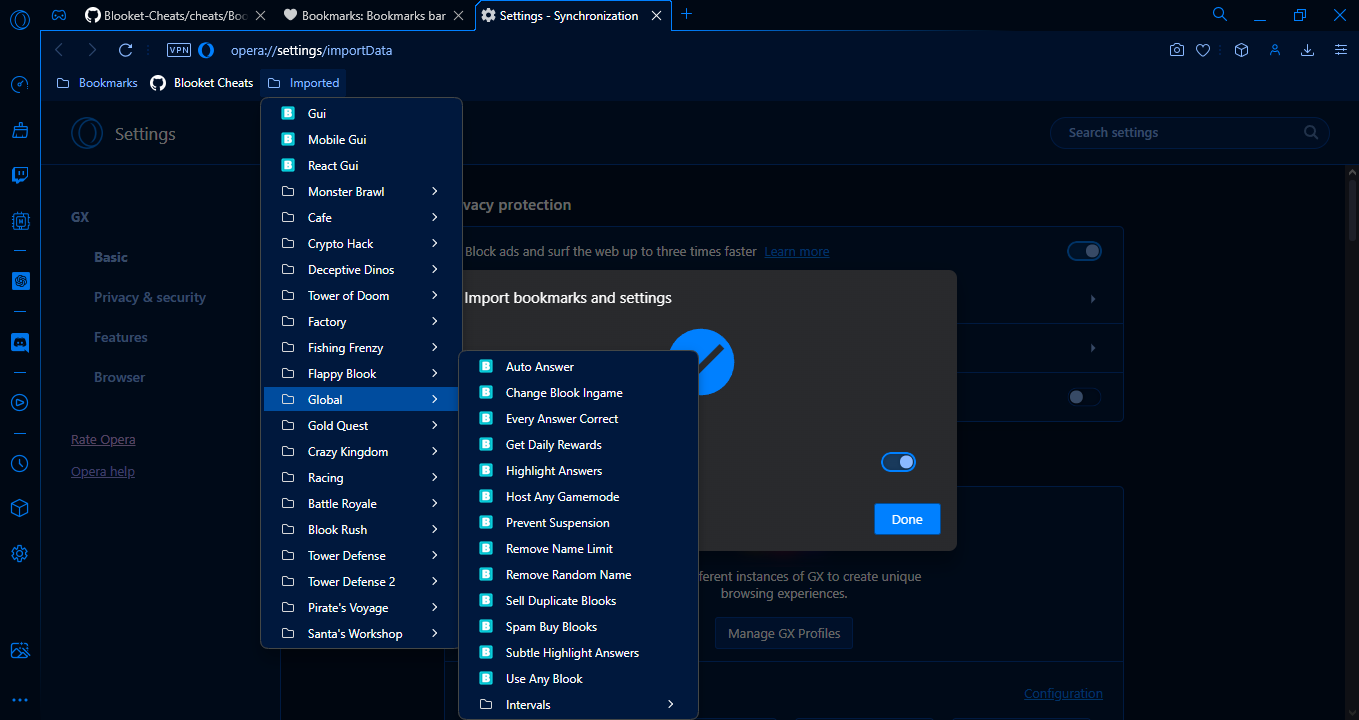 Blooket-Cheats/cheats/Boo
Bookmarks: Bookmarks bar
Settings - Synchronization
VPN
opera://settings/importData
Bookmarks
Blooket Cheats
Imported
Settings
Search settings
GX
Basic
Privacy & security
Features
Browser
Rate Opera
Opera help
Gui
Mobile Gui
React Gui
Monster Brawl
Cafe
Crypto Hack
Deceptive Dinos
Tower of Doom
Factory
Fishing Frenzy
Flappy Blook
Global
Gold Quest
Crazy Kingdom
Racing
Battle Royale
Blook Rush
Tower Defense
Tower Defense 2
Pirate's Voyage
Santa's Workshop
Auto Answer
Change Blook Ingame
Every Answer Correct
Get Daily Rewards
Highlight Answers
Host Any Gamemode
Prevent Suspension
Remove Name Limit
Remove Random Name
Sell Duplicate Blooks
Spam Buy Blooks
Subtle Highlight Answers
Use Any Blook
Intervals
vacy protection
Block ads and surf the web up to three times faster Learn more
Import bookmarks and settings
Done
ferent instances of GX to create unique
browsing experiences.
Manage GX Profiles
Configuration